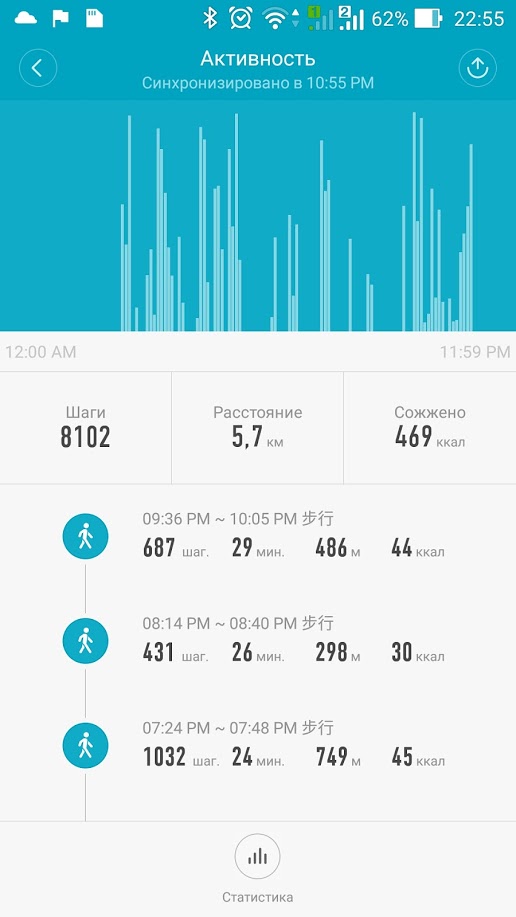 1 2 62% 22:55
Активность
Синхронизировано в 10:55 PM
12:00 AM 11:59 PM
Шаги Расстояние Сожжено
8102 5,7 км 469 ккал
09:36 PM ~ 10:05 PM 步行
687 шаг. 29 мин. 486 м 44 ккал
08:14 PM ~ 08:40 PM 步行
431 шаг. 26 мин. 298 м 30 ккал
07:24 PM ~ 07:48 PM 步行
1032 шаг. 24 мин. 749 м 45 ккал
Статистика